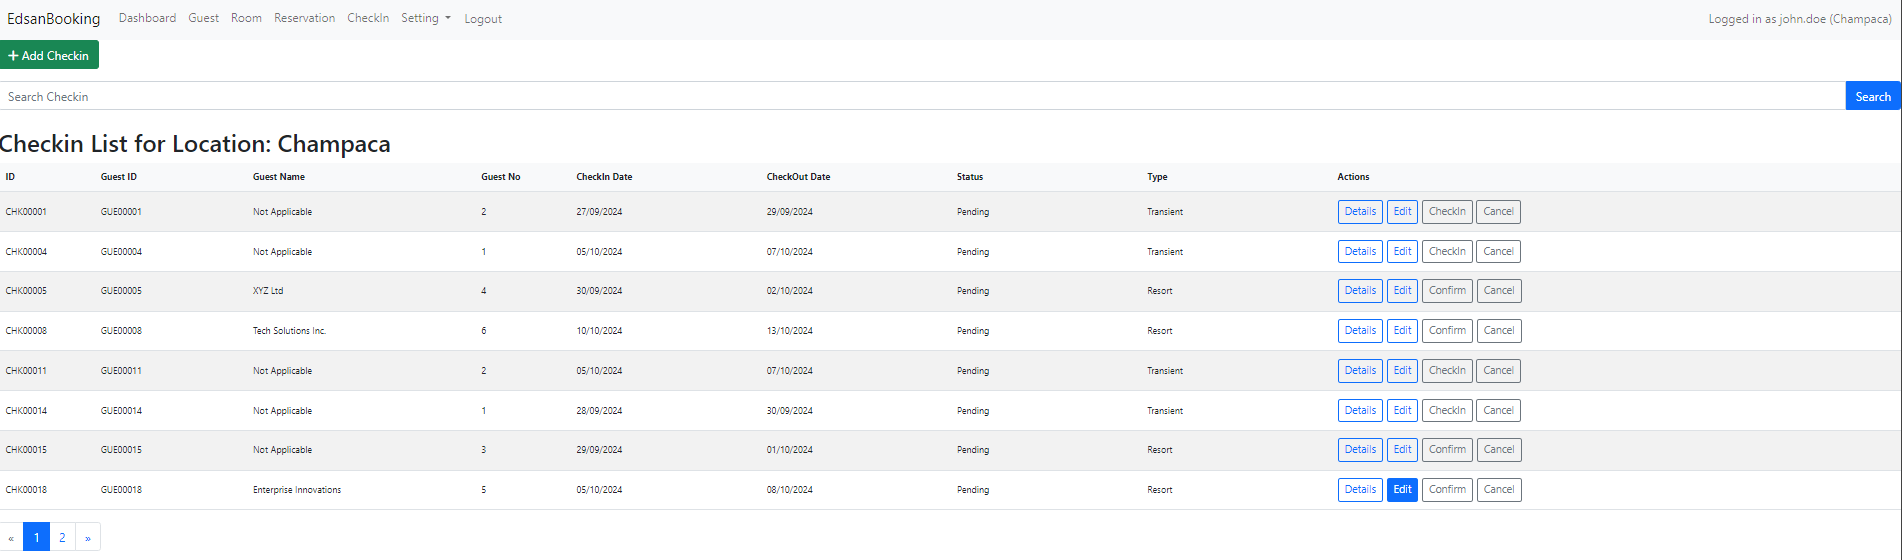 EdsanBooking Dashboard Guest Room Reservation CheckIn Setting Logout Logged in as john.doe (Champaca)
+ Add Checkin
Search Checkin Search
Checkin List for Location: Champaca
ID Guest ID Guest Name Guest No CheckIn Date CheckOut Date Status Type Actions
CHK00001 GUE00001 Not Applicable 2 27/09/2024 29/09/2024 Pending Transient Details Edit CheckIn Cancel
CHK00004 GUE00004 Not Applicable 1 05/10/2024 07/10/2024 Pending Transient Details Edit CheckIn Cancel
CHK00005 GUE00005 XYZ Ltd 4 30/09/2024 02/10/2024 Pending Resort Details Edit Confirm Cancel
CHK00008 GUE00008 Tech Solutions Inc. 6 10/10/2024 13/10/2024 Pending Resort Details Edit Confirm Cancel
CHK00011 GUE00011 Not Applicable 2 05/10/2024 07/10/2024 Pending Transient Details Edit CheckIn Cancel
CHK00014 GUE00014 Not Applicable 1 28/09/2024 30/09/2024 Pending Transient Details Edit CheckIn Cancel
CHK00015 GUE00015 Not Applicable 3 29/09/2024 01/10/2024 Pending Resort Details Edit Confirm Cancel
CHK00018 GUE00018 Enterprise Innovations 5 05/10/2024 08/10/2024 Pending Resort Details Edit Confirm Cancel
« 1 2 »